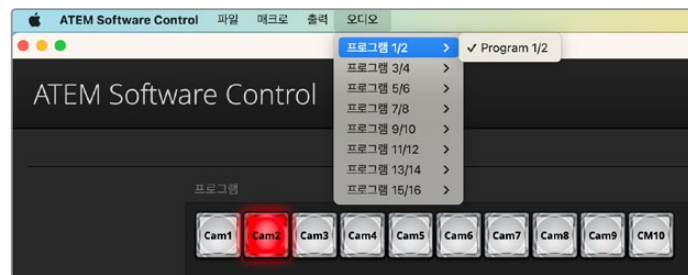 ATEM Software Control 파일 매크로 출력 오디오
프로그램 1/2 > ✓ Program 1/2
프로그램 3/4 >
프로그램 5/6 >
프로그램 7/8 >
프로그램 9/10 >
프로그램 11/12 >
프로그램 13/14 >
프로그램 15/16 >
ATEM Software Control
프로그램
Cam1 Cam2 Cam3 Cam4 Cam5 Cam6 Cam7 Cam8 Cam9 CM10